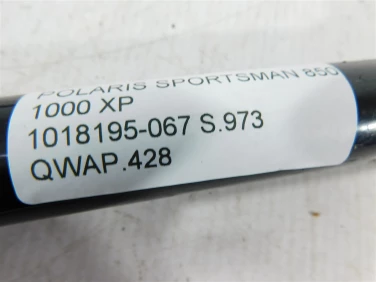 POLARIS SPORTSMAN 850
1000 XP
1018195-067 S.973
QWAP.428